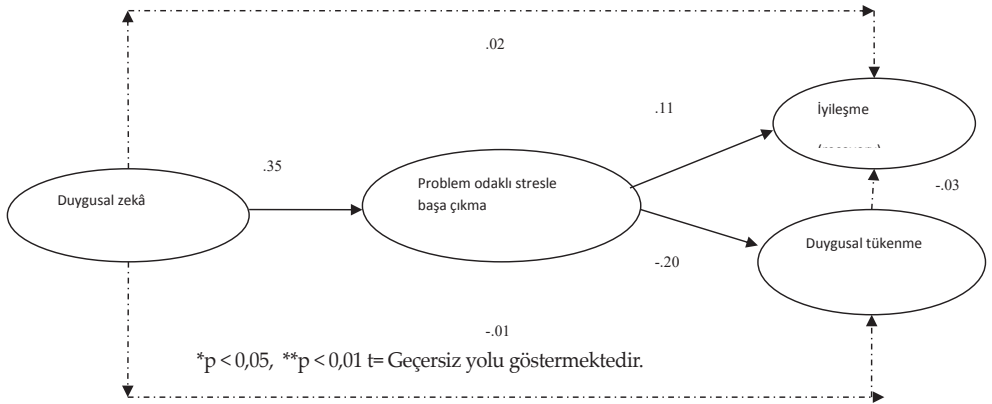 .02
.11
İyileşme
.35
Problem odaklı stresle
başa çıkma
-.03
Duygusal zekâ
Duygusal tükenme
-.20
-.01
*p < 0,05, **p < 0,01 t= Geçersiz yolu göstermektedir.